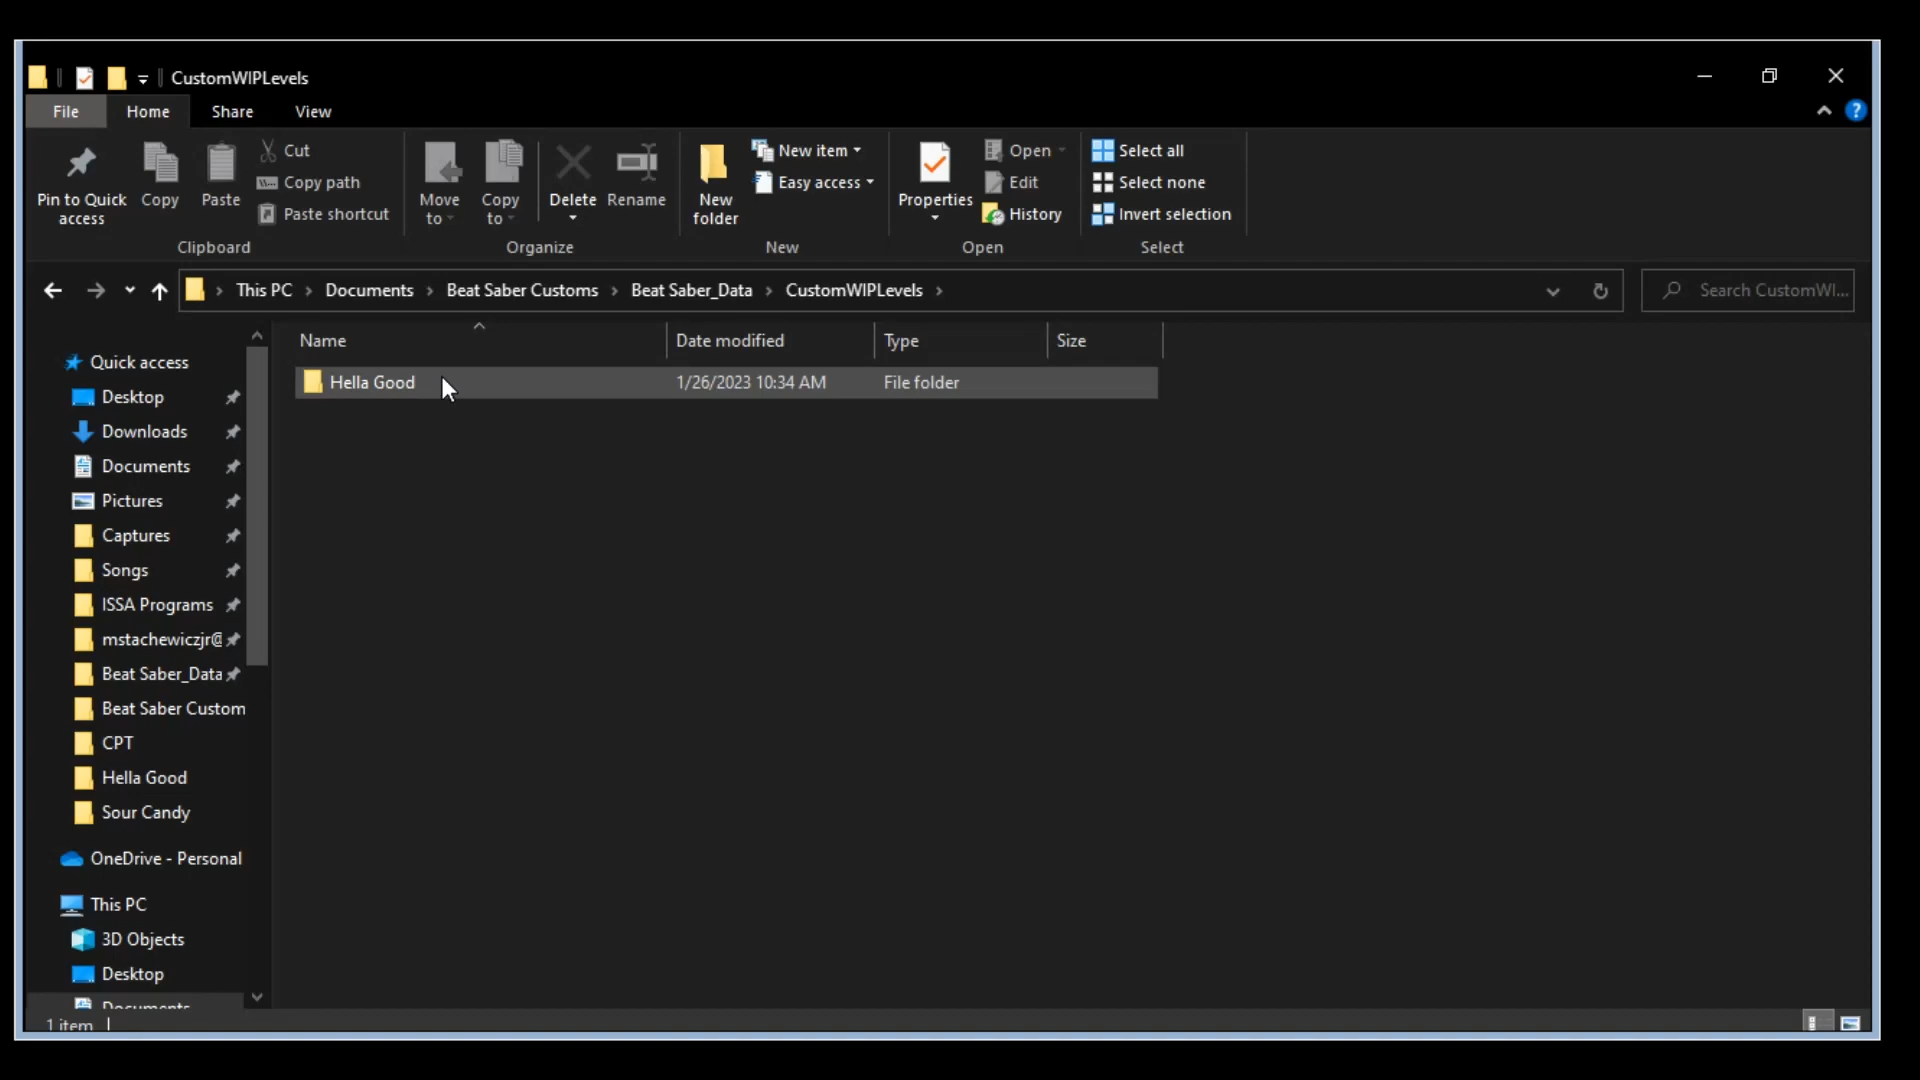 CustomWIPLevels
File Home Share View
Pin to Quick access
Copy
Paste
Cut
Copy path
Paste shortcut
Clipboard
Move to
Copy to
Delete
Rename
Organize
New folder
New item
Easy access
New
Properties
Open
Edit
History
Open
Select all
Select none
Invert selection
Select
This PC > Documents > Beat Saber Customs > Beat Saber_Data > CustomWIPLevels >
Search CustomWI...
Name Date modified Type Size
Hella Good 1/26/2023 10:34 AM File folder
Quick access
Desktop
Downloads
Documents
Pictures
Captures
Songs
ISSA Programs
mstachewiczjr@
Beat Saber_Data
Beat Saber Custom
CPT
Hella Good
Sour Candy
OneDrive - Personal
This PC
3D Objects
Desktop
Documents
1 item